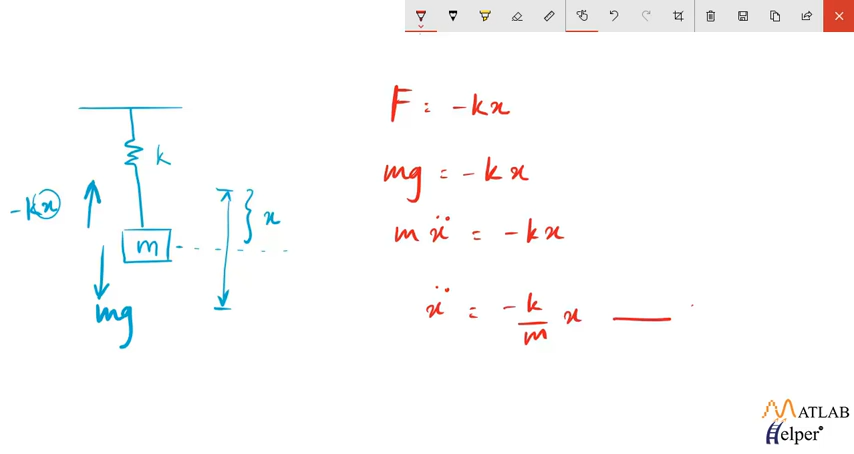 k
-kx
x
m
mg
F = -kx
mg = -kx
mẍ = -kx
ẍ = -k/m x
MATLAB
Helper